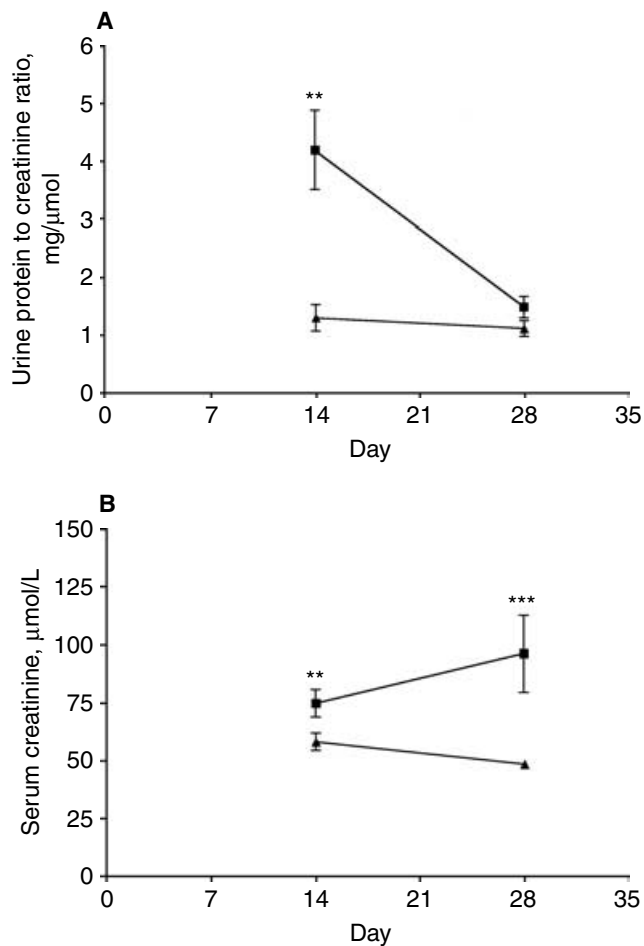 A
Urine protein to creatinine ratio,
mg/μmol
6
5
4
3
2
1
0
**
0 7 14 21 28 35
Day
B
Serum creatinine, μmol/L
150
125
100
75
50
25
0
**
***
0 7 14 21 28 35
Day